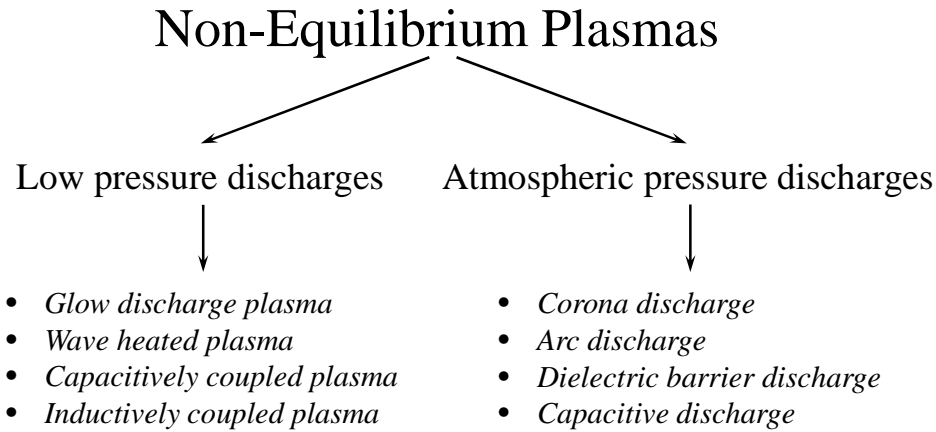 Non-Equilibrium Plasmas
Low pressure discharges
• Glow discharge plasma
• Wave heated plasma
• Capacitively coupled plasma
• Inductively coupled plasma
Atmospheric pressure discharges
• Corona discharge
• Arc discharge
• Dielectric barrier discharge
• Capacitive discharge